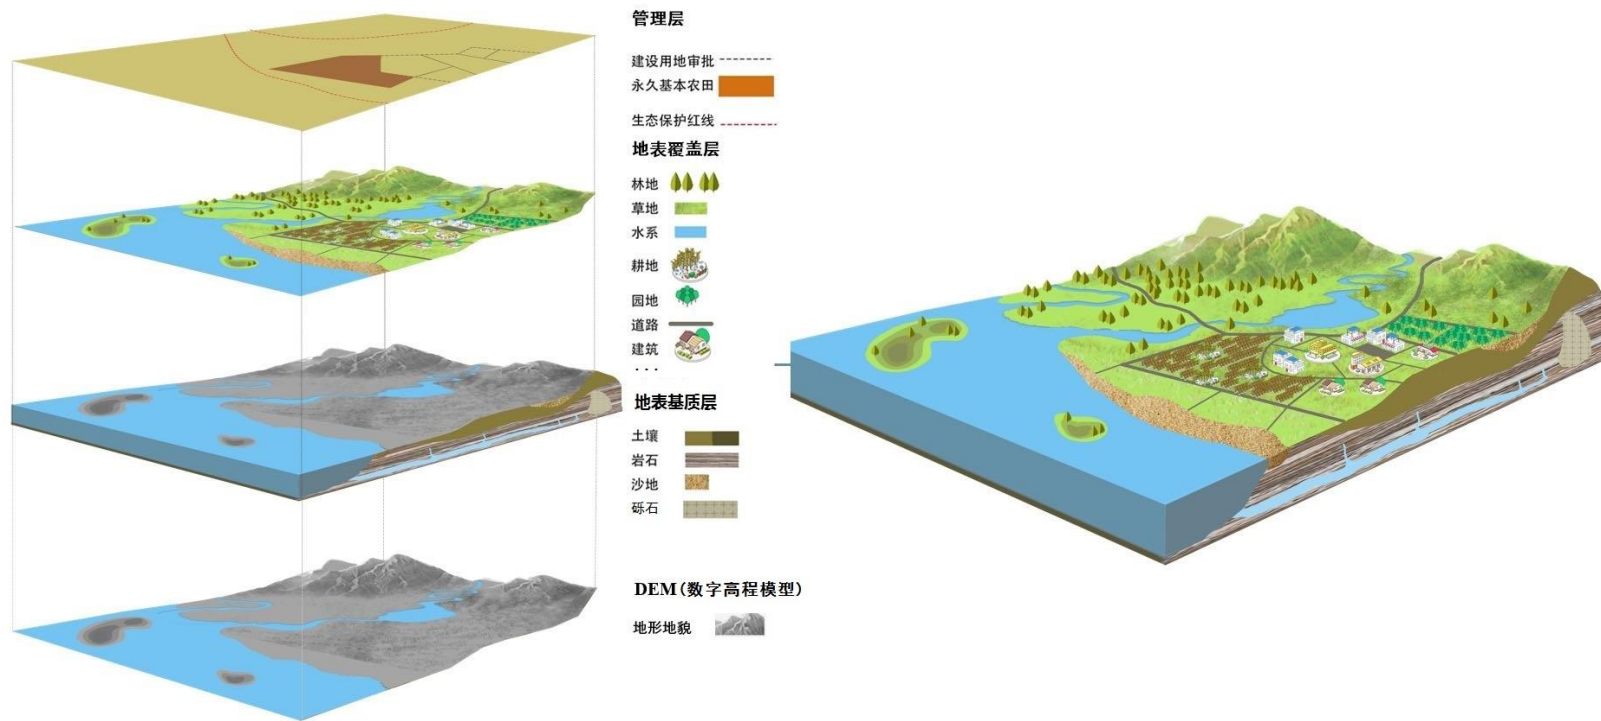 管理层
建设用地审批
永久基本农田
生态保护红线
地表覆盖层
林地
草地
水系
耕地
园地
道路
建筑
···
地表基质层
土壤
岩石
沙地
砾石
DEM(数字高程模型)
地形地貌